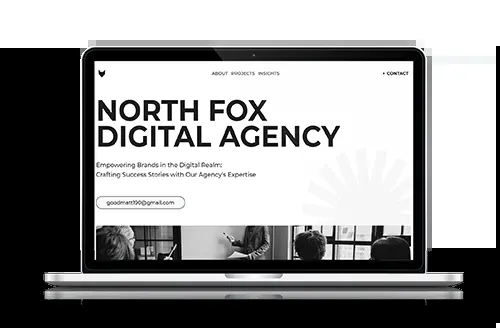 ABOUT PROJECTS INSIGHTS + CONTACT
NORTH FOX
DIGITAL AGENCY
Empowering Brands in the Digital Realm:
Crafting Success Stories with Our Agency's Expertise
goodmatt190@gmail.com